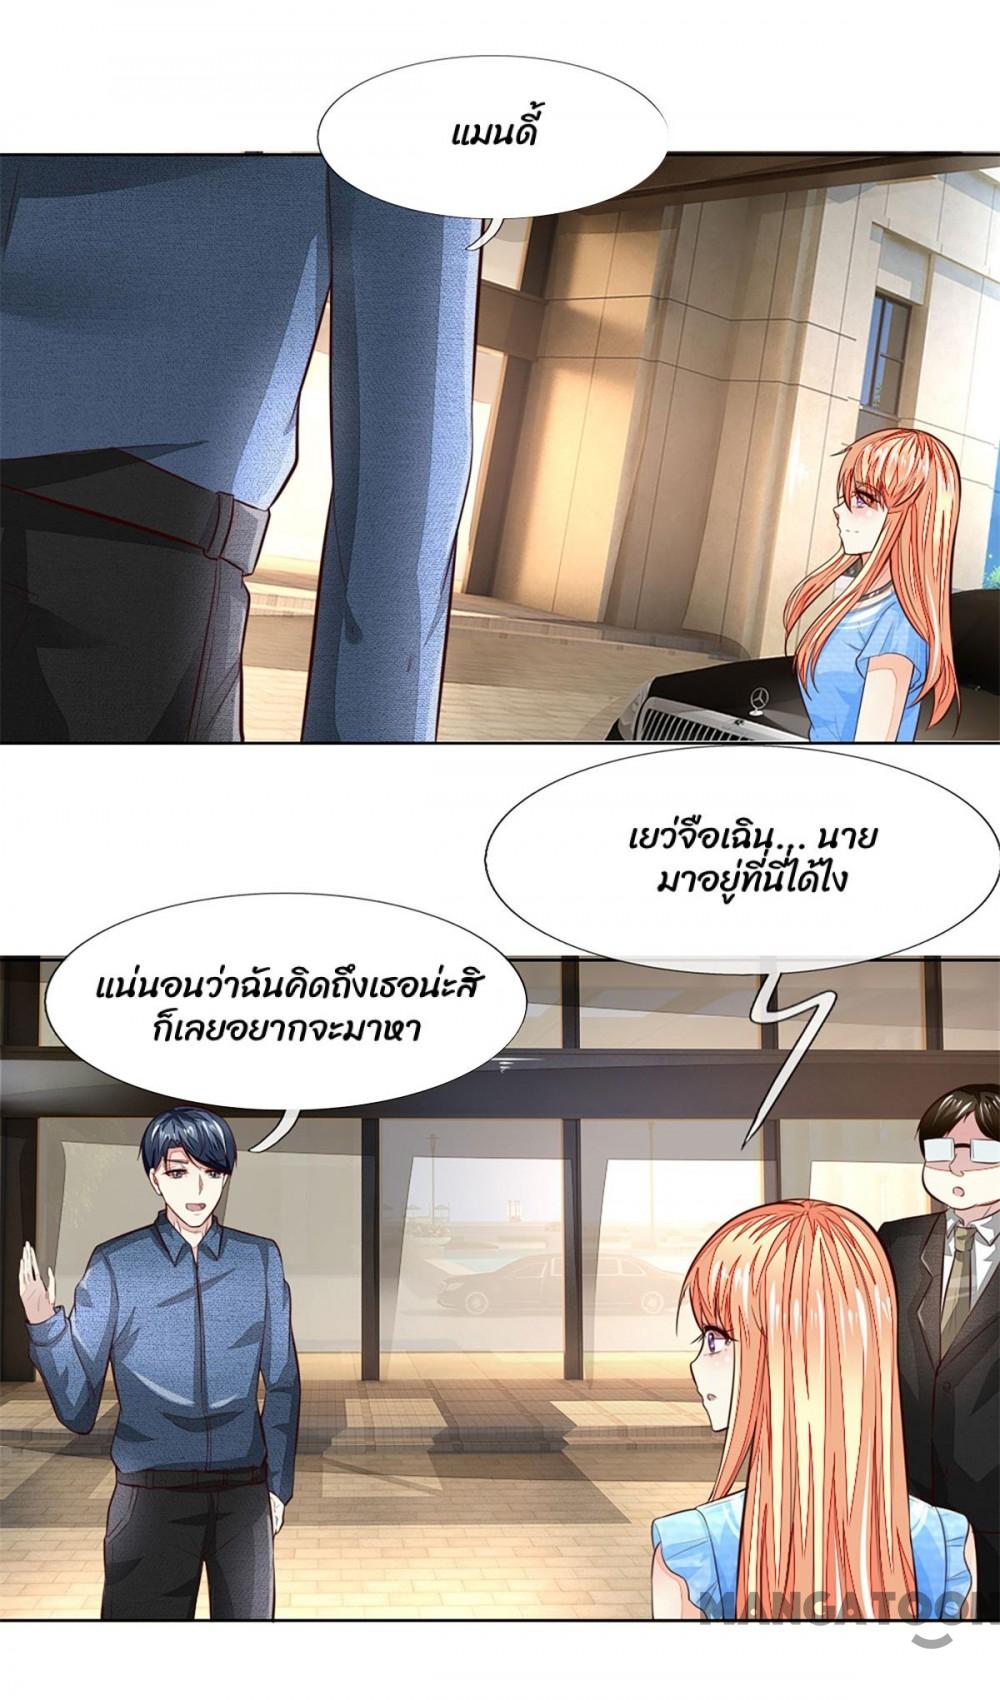 แมนดี้
เยว่จือเฉิน... นาย
มาอยู่ที่นี่ได้ไง
แน่นอนว่าฉันคิดถึงเธอน่ะสิ
ก็เลยอยากจะมาหา
MANGATOON